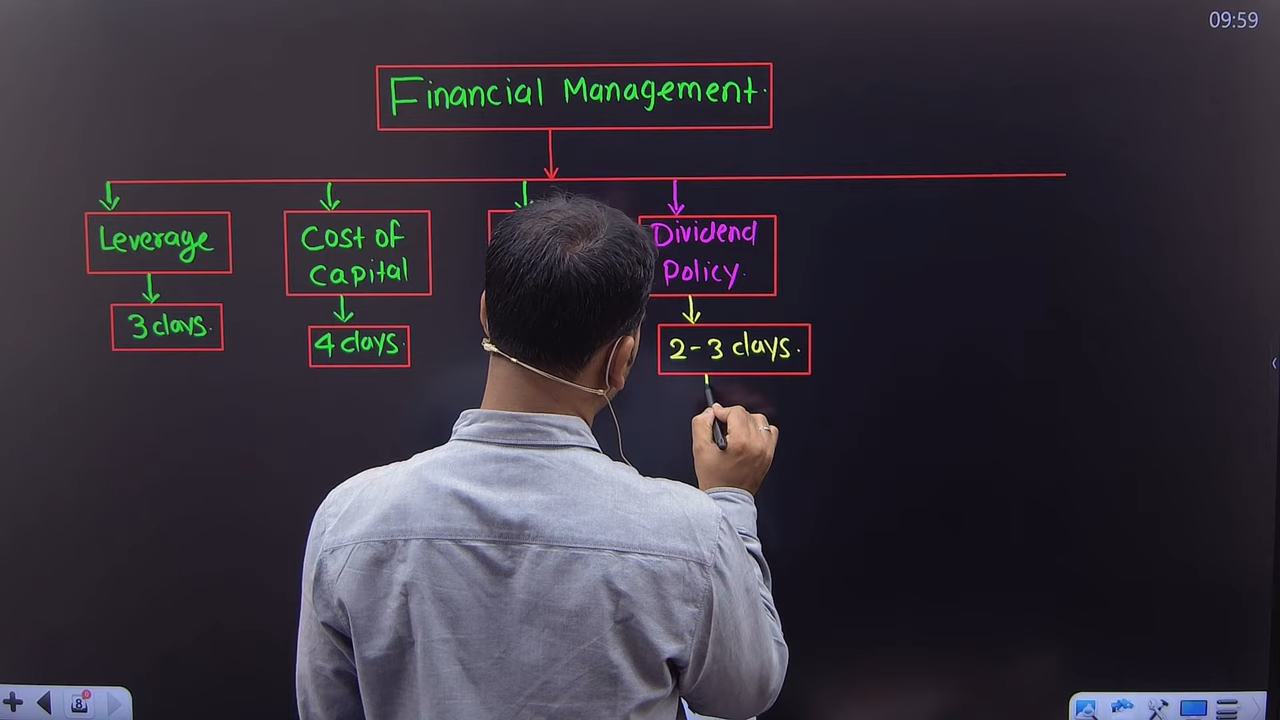 09:59
Financial Management.
Leverage
3 days.
Cost of
Capital
4 days.
Dividend
Policy.
2-3 days.
8